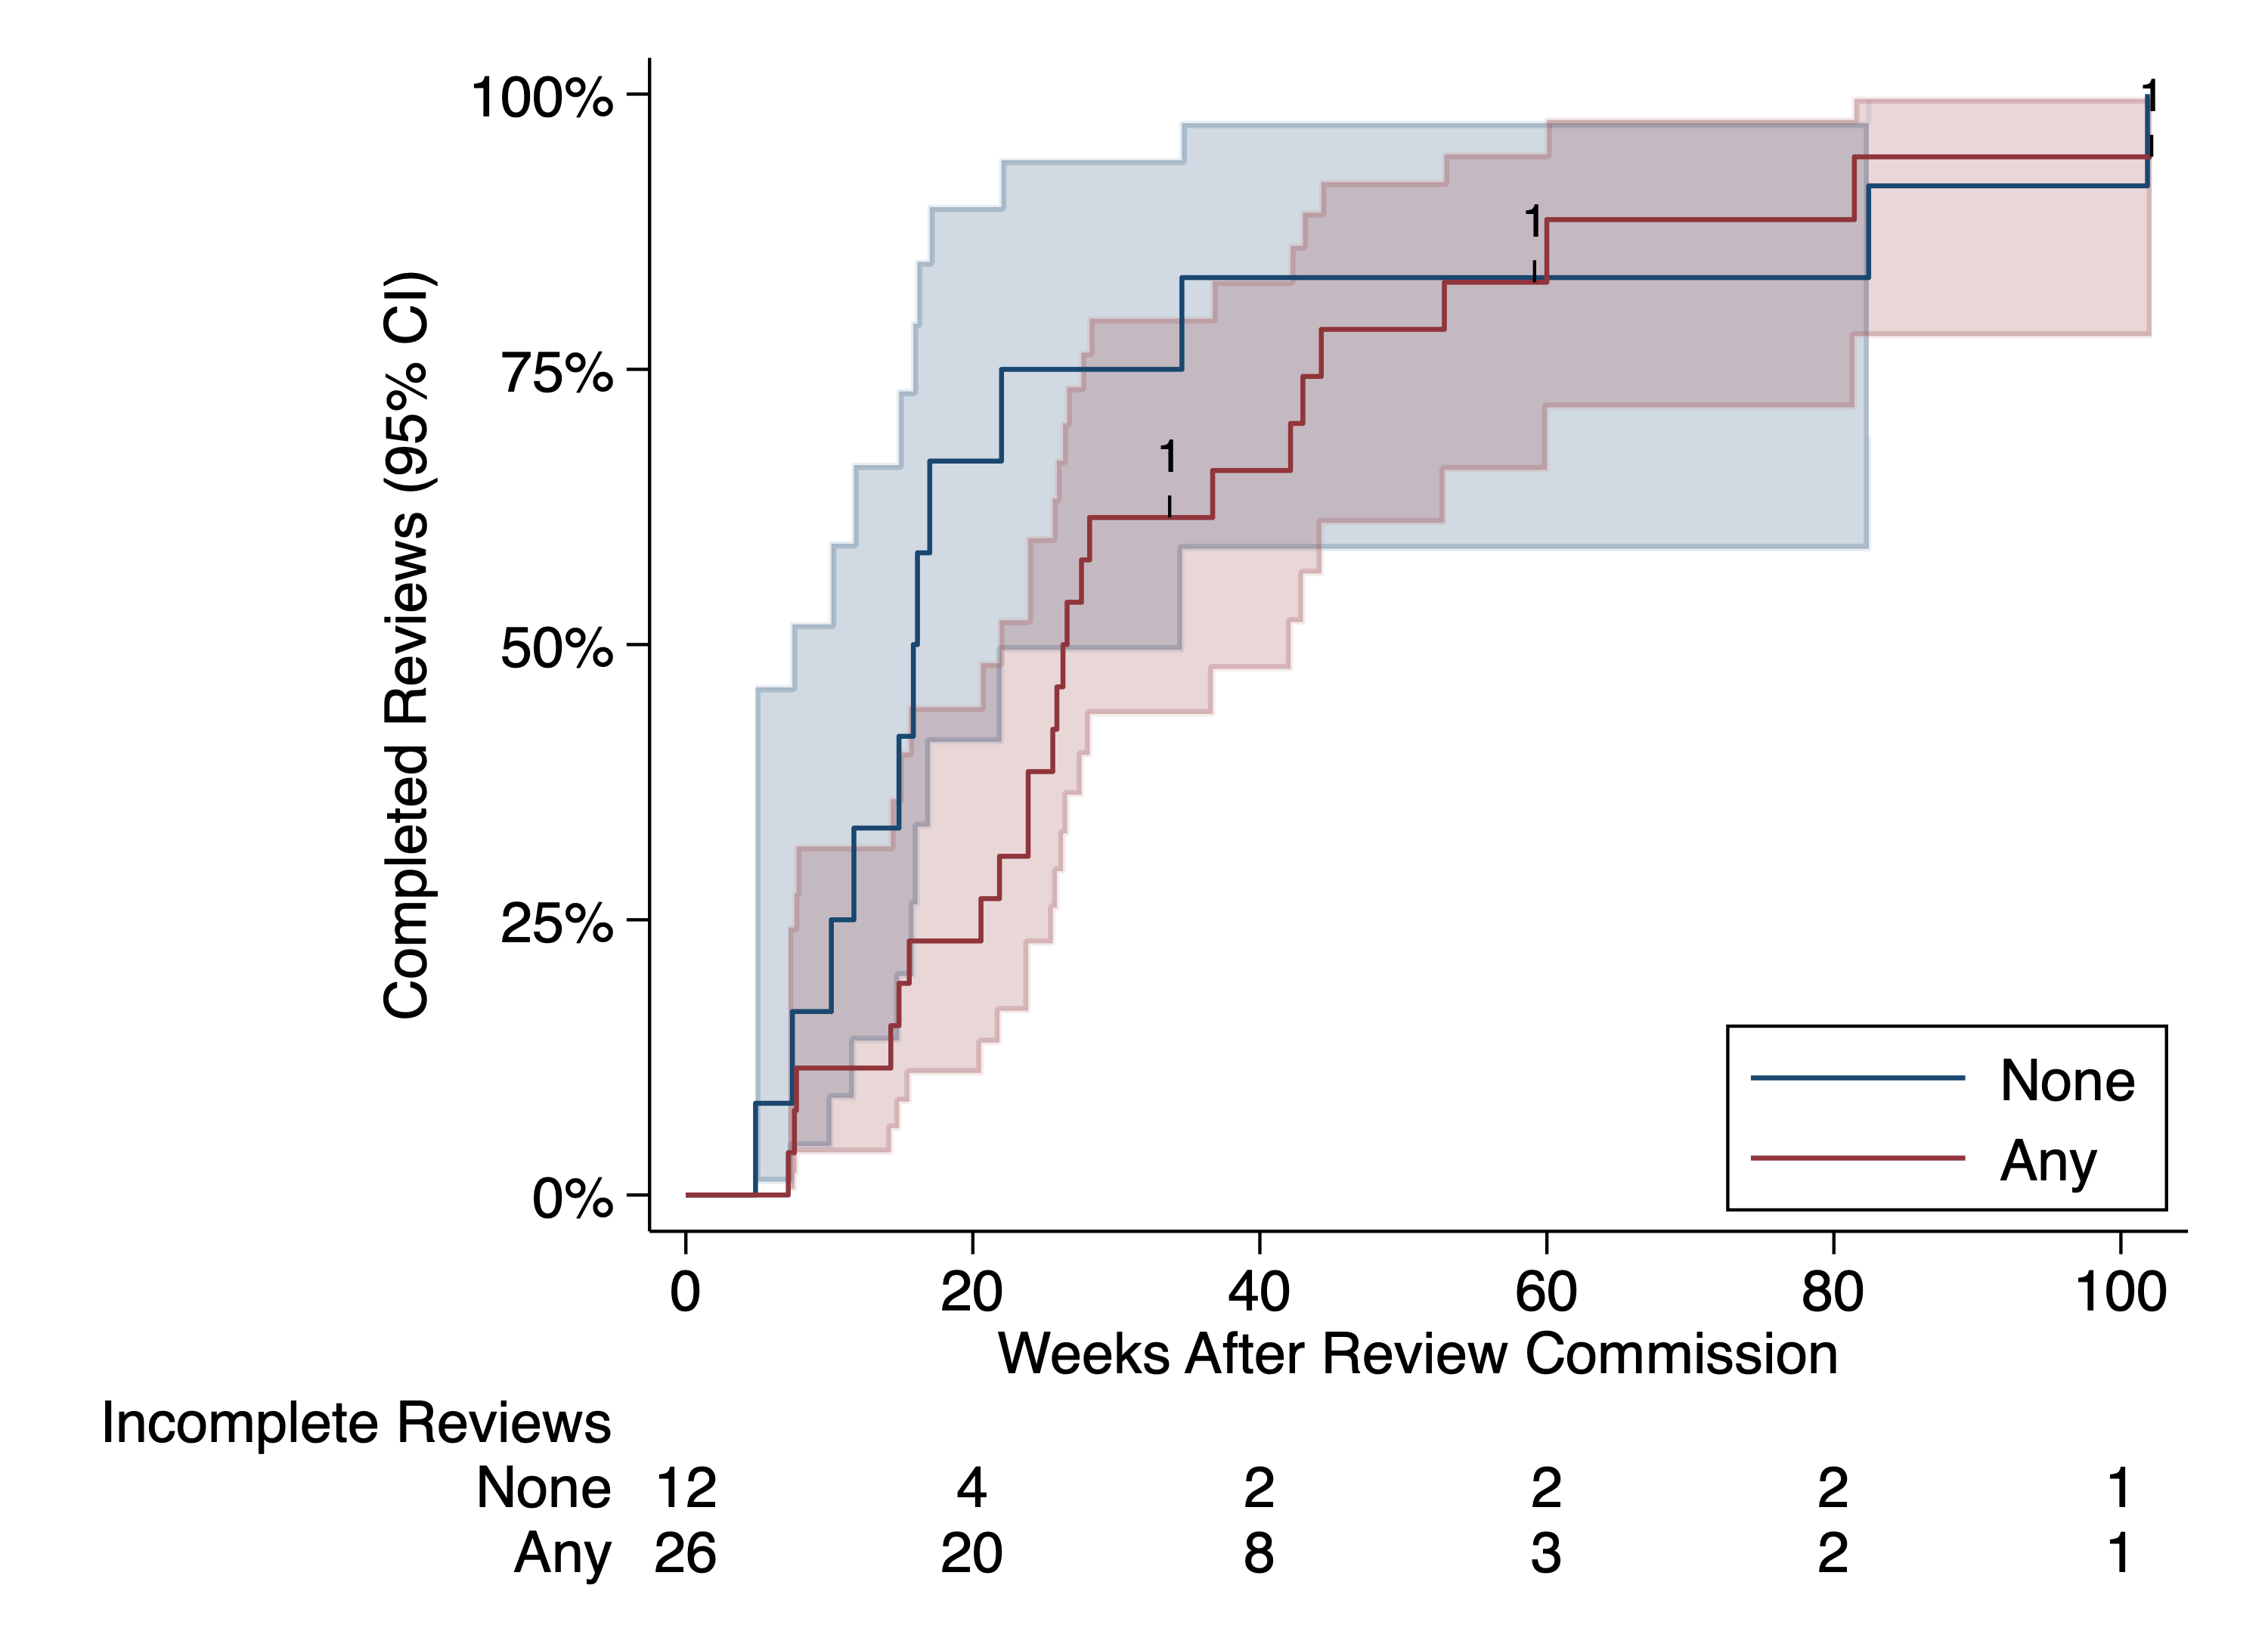 Completed Reviews (95% CI)
100%
75%
50%
25%
0%
1
1
1
None
Any
0 20 40 60 80 100
Weeks After Review Commission
Incomplete Reviews
None 12 4 2 2 2 1
Any 26 20 8 3 2 1